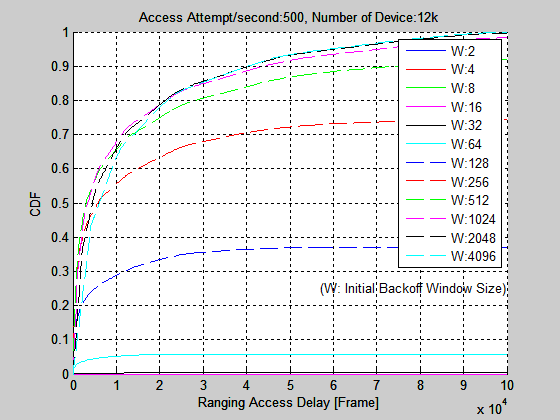 Access Attempt/second:500, Number of Device:12k
1
0.9
0.8
0.7
0.6
0.5
0.4
0.3
0.2
0.1
0
CDF
W:2
W:4
W:8
W:16
W:32
W:64
W:128
W:256
W:512
W:1024
W:2048
W:4096
(W: Initial Backoff Window Size)
0 1 2 3 4 5 6 7 8 9 10
Ranging Access Delay [Frame]
x 10^4